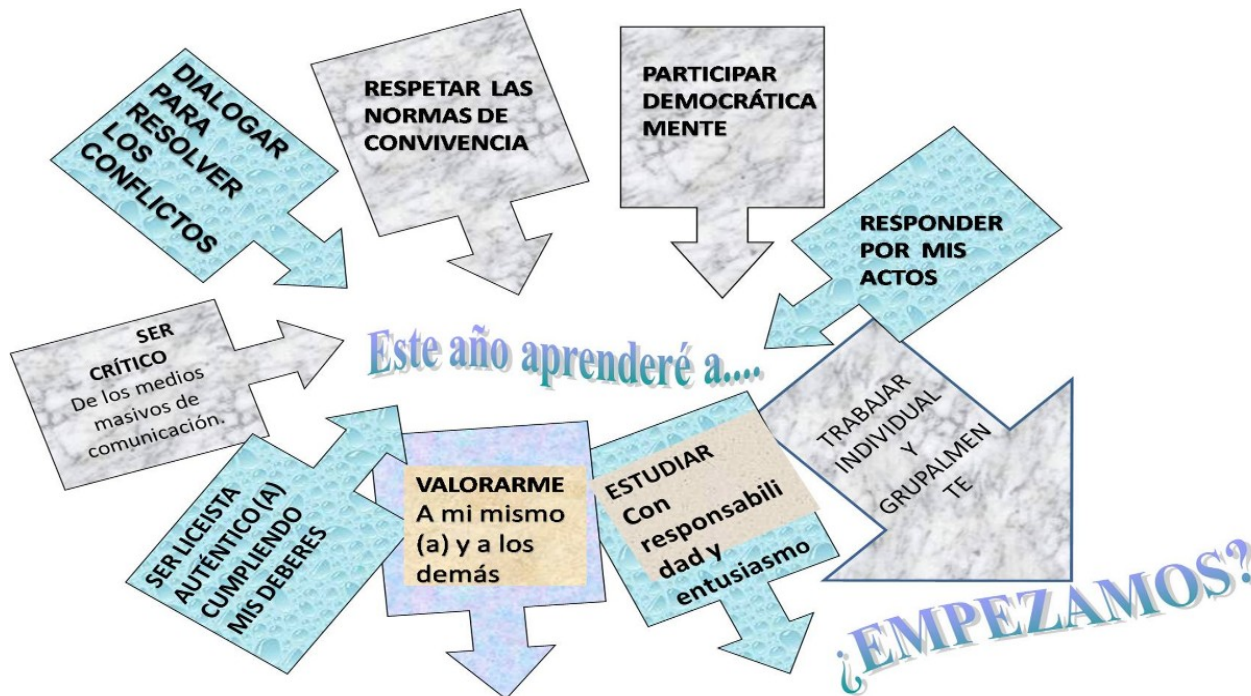 DIALOGAR
PARA
RESOLVER
LOS
CONFLICTOS
RESPETAR LAS
NORMAS DE
CONVIVENCIA
PARTICIPAR
DEMOCRÁTICA
MENTE
RESPONDER
POR MIS
ACTOS
Este año aprenderé a....
SER
CRÍTICO
De los medios
masivos de
comunicación.
SER LICEISTA
AUTÉNTICO (A)
CUMPLIENDO
MIS DEBERES
VALORARME
A mi mismo
(a) y a los
demás
ESTUDIAR
Con
responsabili
dad y
entusiasmo
TRABAJAR
INDIVIDUAL
Y
GRUPALMEN
TE
¿EMPEZAMOS?